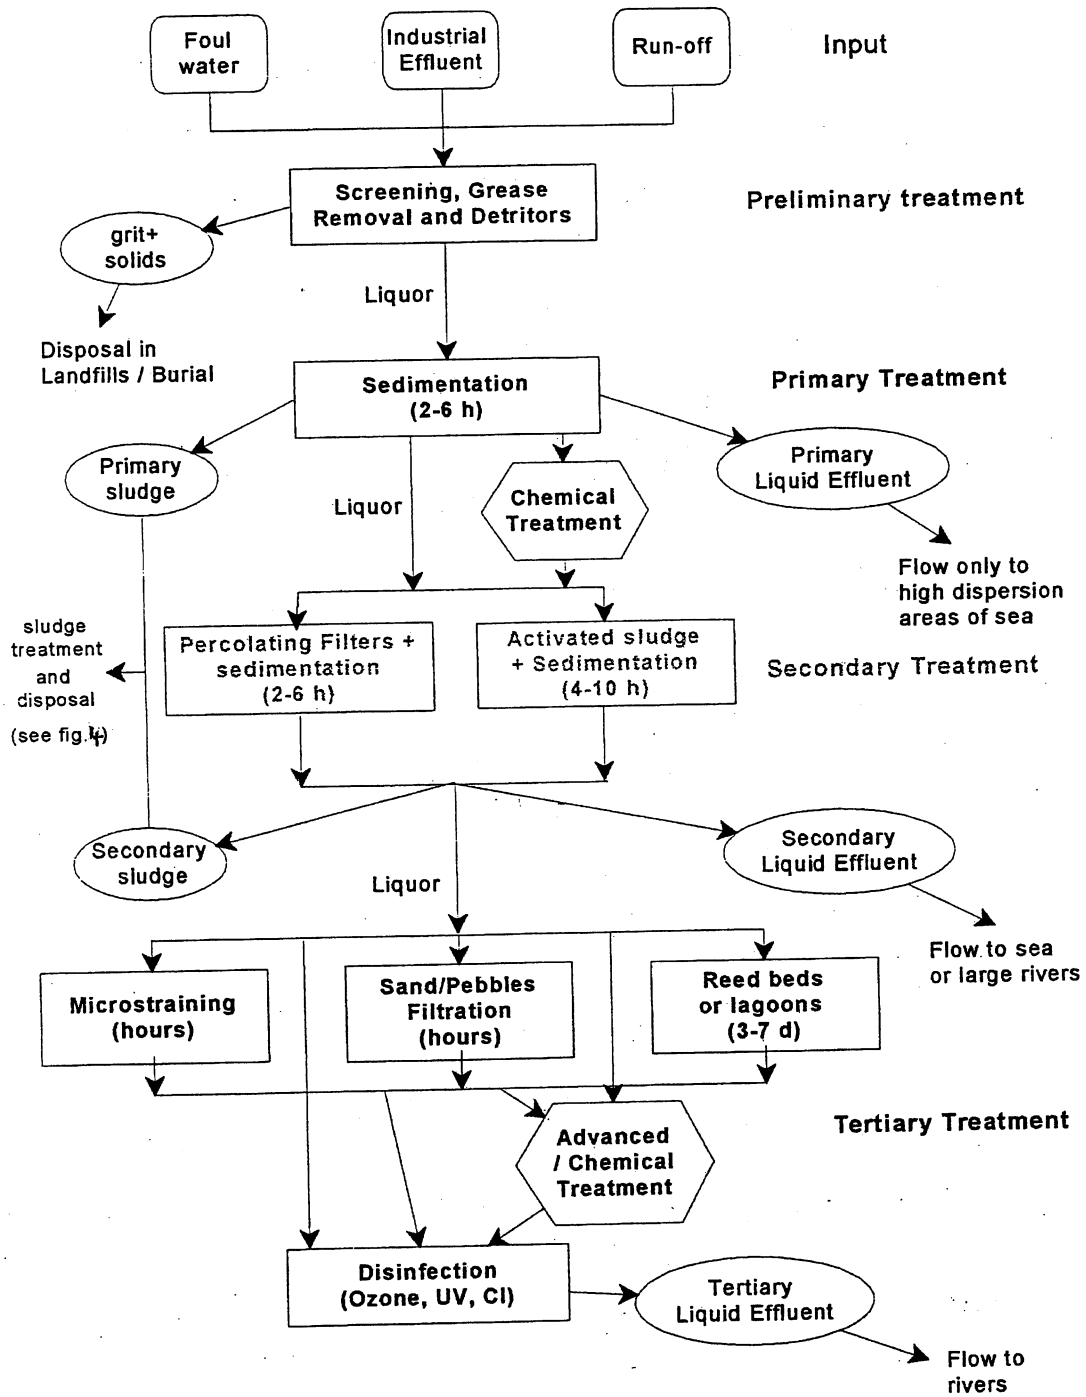 Foul
water
Industrial
Effluent
Run-off
Input
Screening, Grease
Removal and Detritors
Preliminary treatment
grit+
solids
Liquor
Disposal in
Landfills / Burial
Sedimentation
(2-6 h)
Primary Treatment
Primary
sludge
Liquor
Chemical
Treatment
Primary
Liquid Effluent
Flow only to
high dispersion
areas of sea
sludge
treatment
and
disposal
(see fig.4)
Percolating Filters +
sedimentation
(2-6 h)
Activated sludge
+ Sedimentation
(4-10 h)
Secondary Treatment
Secondary
sludge
Liquor
Secondary
Liquid Effluent
Flow to sea
or large rivers
Microstraining
(hours)
Sand/Pebbles
Filtration
(hours)
Reed beds
or lagoons
(3-7 d)
Tertiary Treatment
Advanced
/ Chemical
Treatment
Disinfection
(Ozone, UV, Cl)
Tertiary
Liquid Effluent
Flow to
rivers